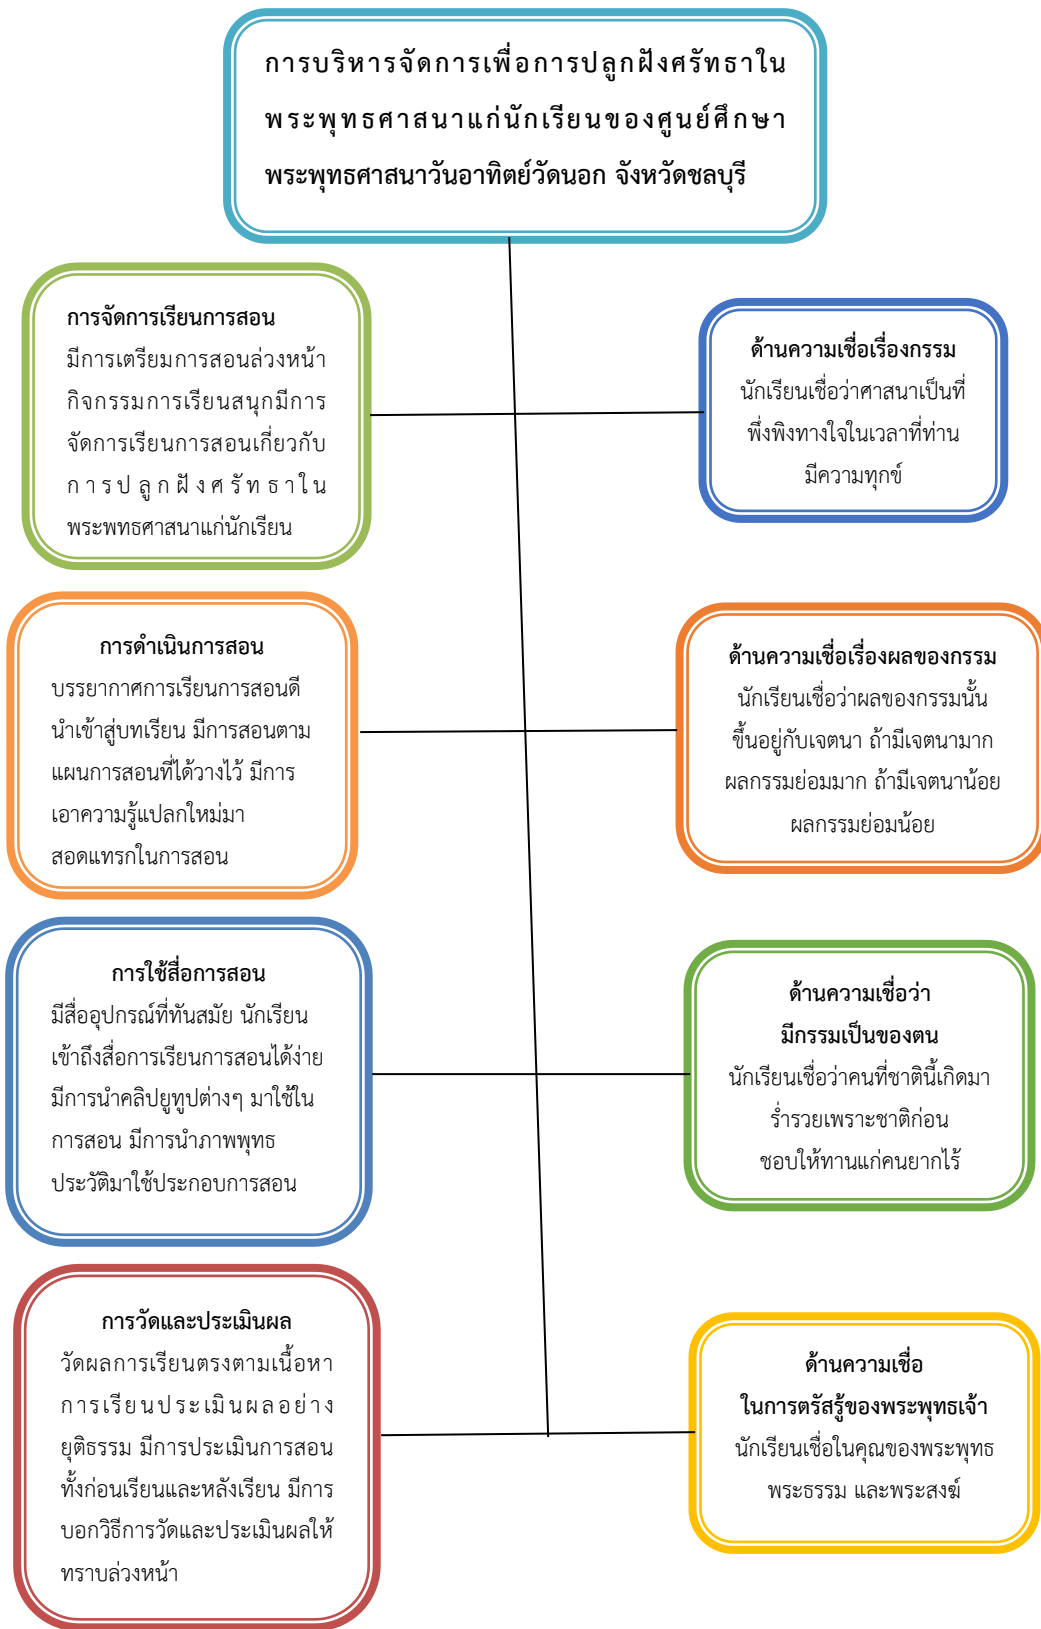 การบริหารจัดการเพื่อการปลูกฝังศรัทธาใน
พระพุทธศาสนาแก่นักเรียนของศูนย์ศึกษา
พระพุทธศาสนาวันอาทิตย์วัดนอก จังหวัดชลบุรี
การจัดการเรียนการสอน
มีการเตรียมการสอนล่วงหน้า
กิจกรรมการเรียนสนุกมีการ
จัดการเรียนการสอนเกี่ยวกับ
การปลูกฝังศรัทธาใน
พระพทธศาสนาแก่นักเรียน
ด้านความเชื่อเรื่องกรรม
นักเรียนเชื่อว่าศาสนาเป็นที่
พึ่งพิงทางใจในเวลาที่ท่าน
มีความทุกข์
การดำเนินการสอน
บรรยากาศการเรียนการสอนดี
นำเข้าสู่บทเรียน มีการสอนตาม
แผนการสอนที่ได้วางไว้ มีการ
เอาความรู้แปลกใหม่มา
สอดแทรกในการสอน
ด้านความเชื่อเรื่องผลของกรรม
นักเรียนเชื่อว่าผลของกรรมนั้น
ขึ้นอยู่กับเจตนา ถ้ามีเจตนามาก
ผลกรรมย่อมมาก ถ้ามีเจตนาน้อย
ผลกรรมย่อมน้อย
การใช้สื่อการสอน
มีสื่ออุปกรณ์ที่ทันสมัย นักเรียน
เข้าถึงสื่อการเรียนการสอนได้ง่าย
มีการนำคลิปยูทูปต่างๆ มาใช้ใน
การสอน มีการนำภาพพุทธ
ประวัติมาใช้ประกอบการสอน
ด้านความเชื่อว่า
มีกรรมเป็นของตน
นักเรียนเชื่อว่าคนที่ชาตินี้เกิดมา
ร่ำรวยเพราะชาติก่อน
ชอบให้ทานแก่คนยากไร้
การวัดและประเมินผล
วัดผลการเรียนตรงตามเนื้อหา
การเรียนประเมินผลอย่าง
ยุติธรรม มีการประเมินการสอน
ทั้งก่อนเรียนและหลังเรียน มีการ
บอกวิธีการวัดและประเมินผลให้
ทราบล่วงหน้า
ด้านความเชื่อ
ในการตรัสรู้ของพระพุทธเจ้า
นักเรียนเชื่อในคุณของพระพุทธ
พระธรรม และพระสงฆ์